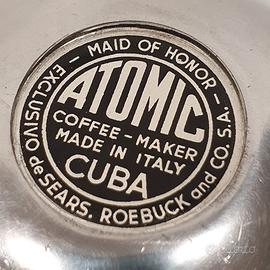 — MAID OF HONOR —
EXCLUSIVO de SEARS, ROEBUCK and CO. S.A.
ATOMIC
COFFEE-MAKER
MADE IN ITALY
CUBA